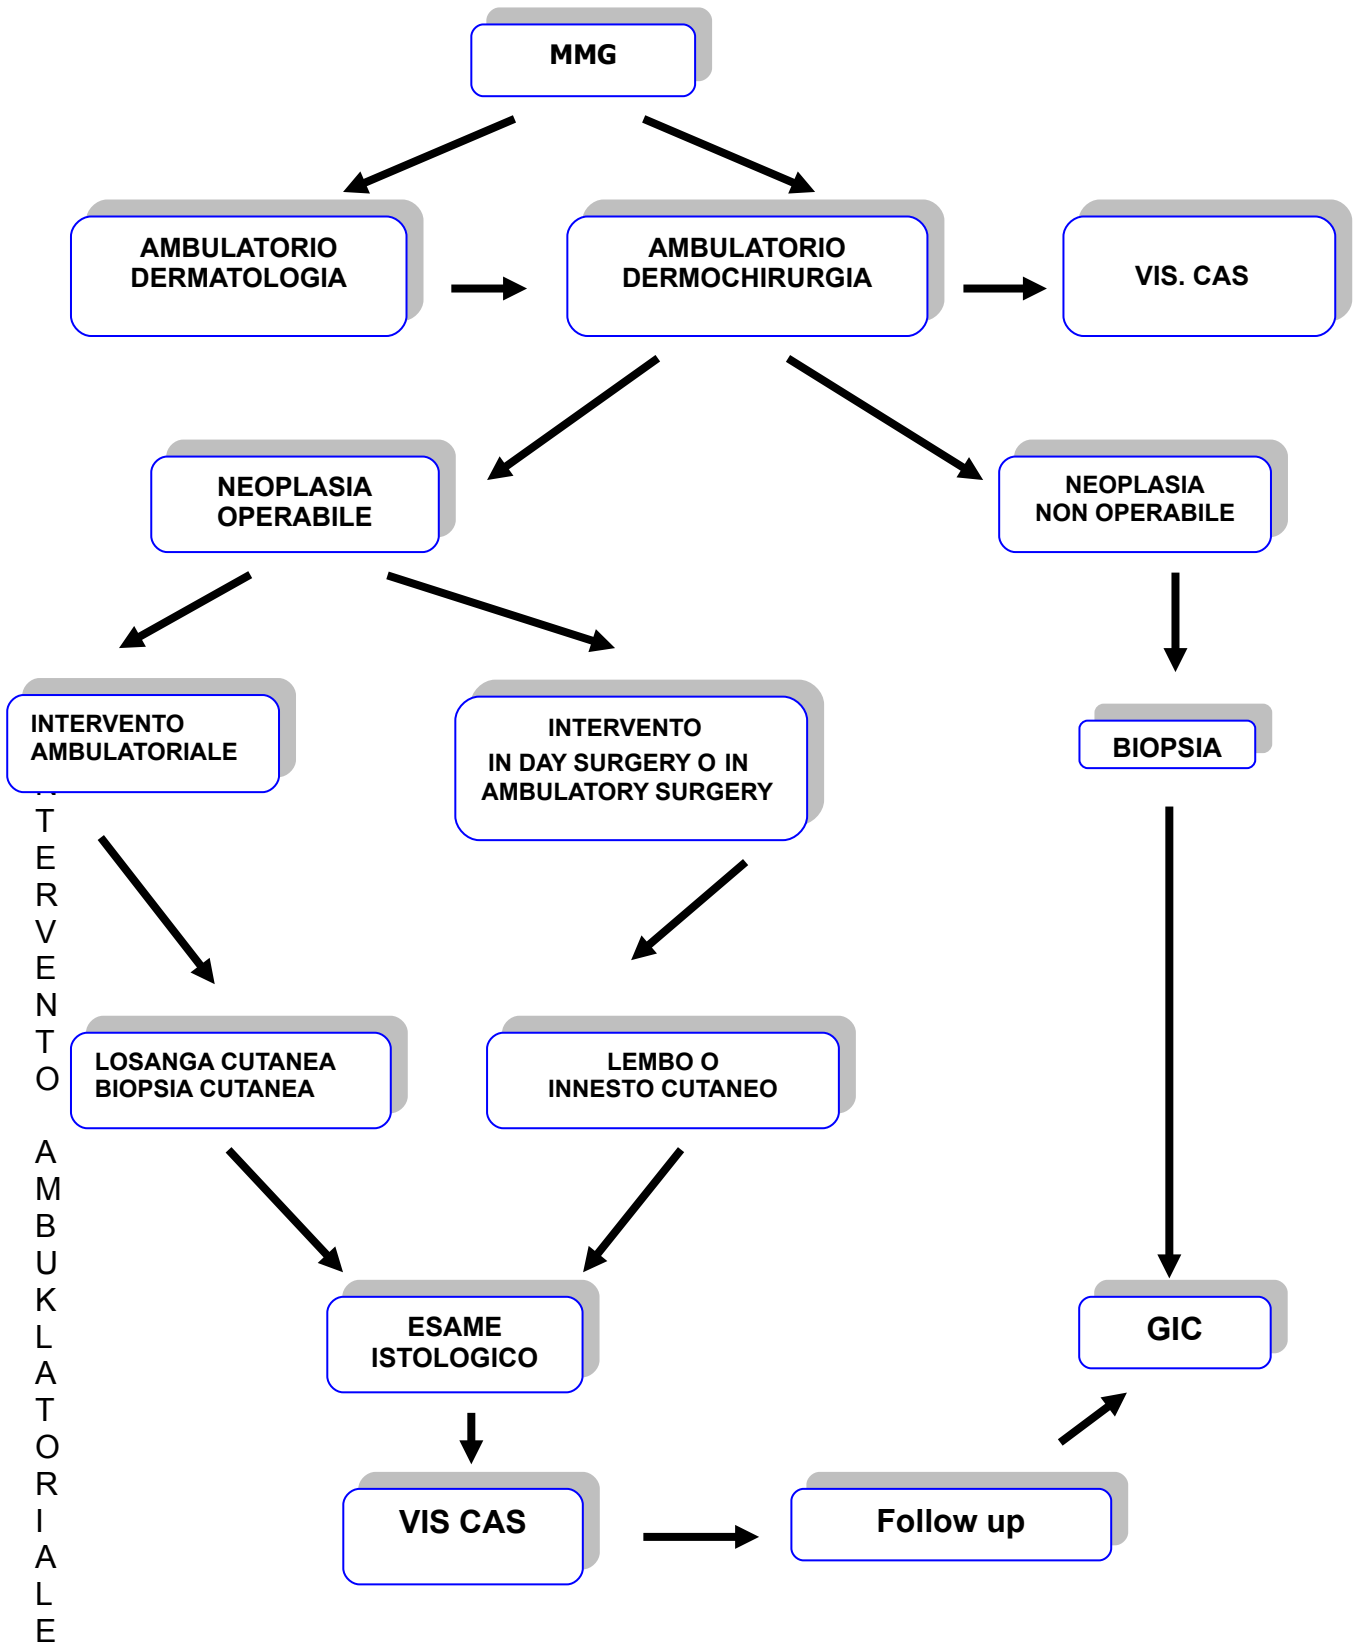 MMG
AMBULATORIO
DERMATOLOGIA
AMBULATORIO
DERMOCHIRURGIA
VIS. CAS
NEOPLASIA
OPERABILE
NEOPLASIA
NON OPERABILE
INTERVENTO
AMBULATORIALE
INTERVENTO
IN DAY SURGERY O IN
AMBULATORY SURGERY
BIOPSIA
T
E
R
V
E
N
T
O
A
M
B
U
K
L
A
T
O
R
I
A
L
E
LOSANGA CUTANEA
BIOPSIA CUTANEA
LEMBO O
INNESTO CUTANEO
ESAME
ISTOLOGICO
GIC
VIS CAS
Follow up